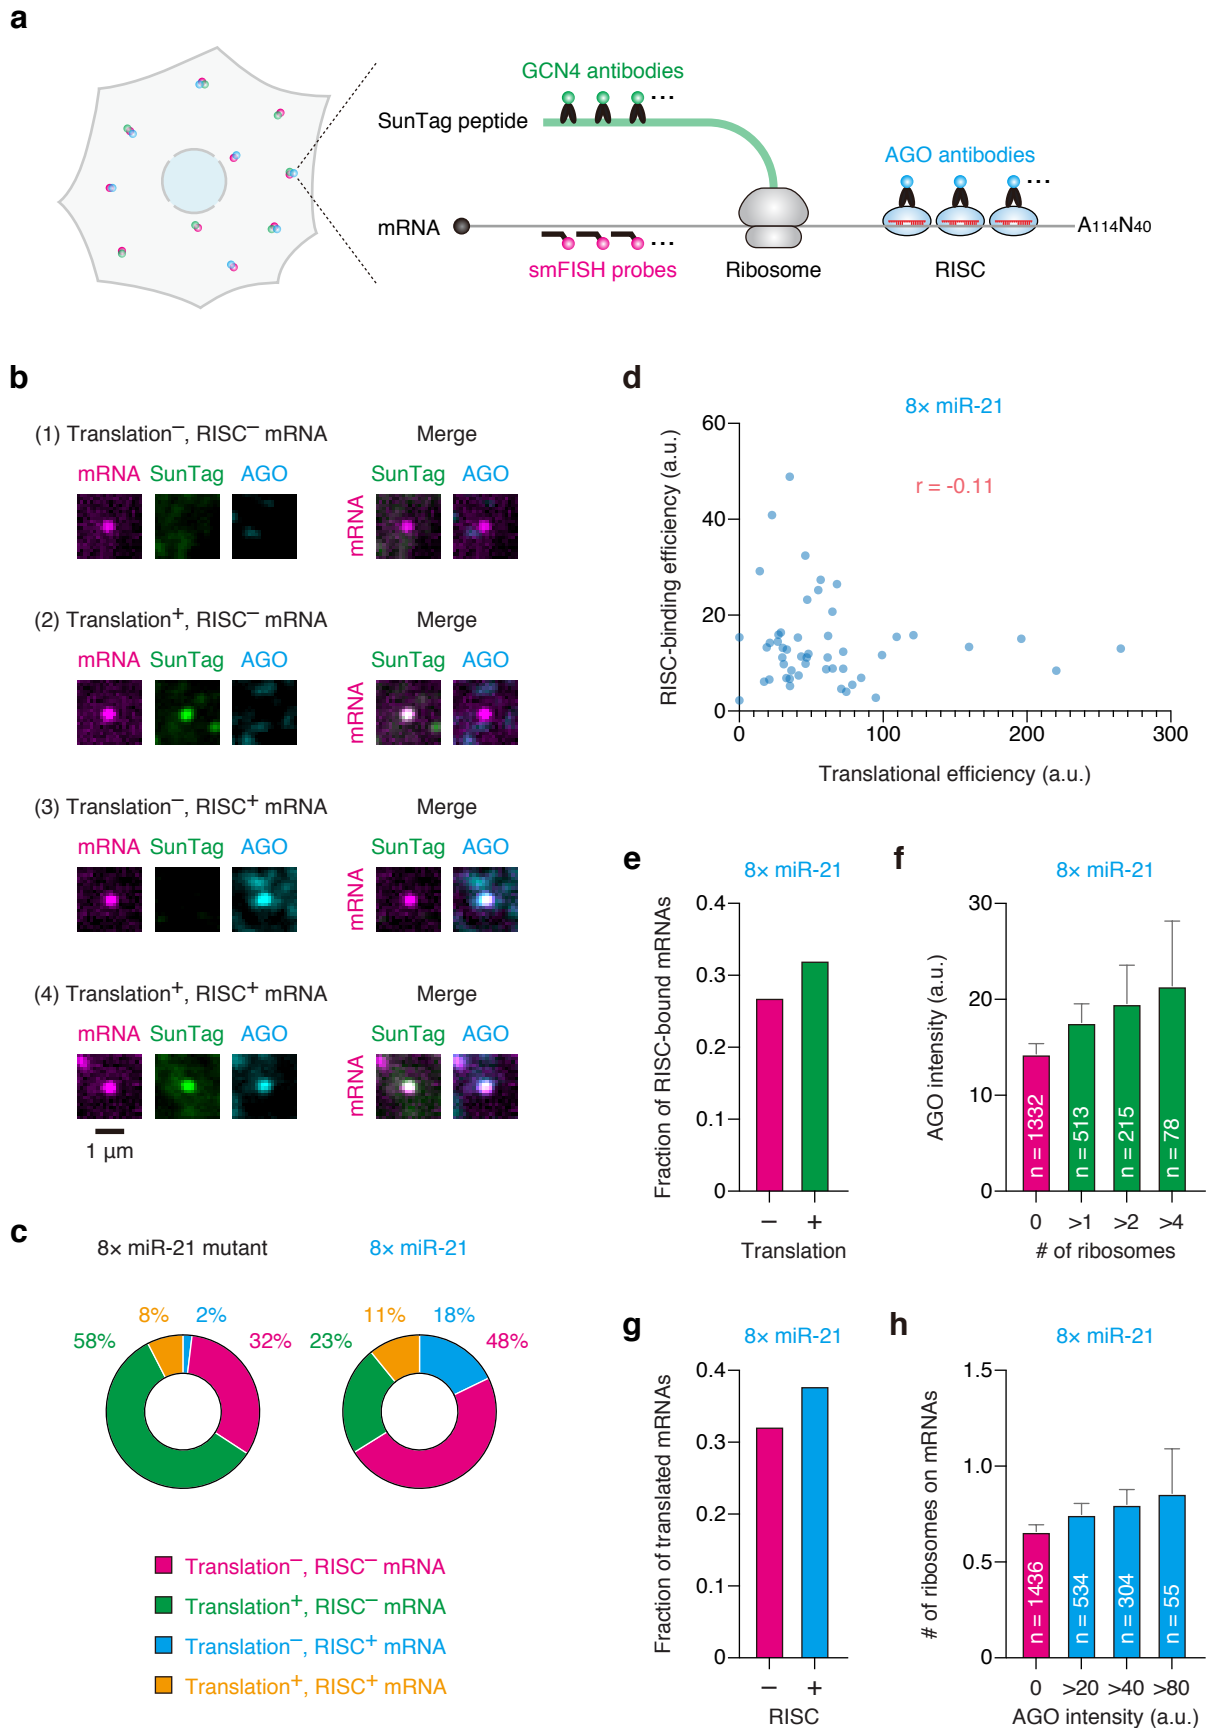 a
GCN4 antibodies
SunTag peptide
AGO antibodies
mRNA
A114N40
smFISH probes
Ribosome
RISC
b
(1) Translation−, RISC− mRNA
Merge
mRNA SunTag AGO
SunTag AGO
mRNA
(2) Translation+, RISC− mRNA
Merge
mRNA SunTag AGO
SunTag AGO
mRNA
(3) Translation−, RISC+ mRNA
Merge
mRNA SunTag AGO
SunTag AGO
mRNA
(4) Translation+, RISC+ mRNA
Merge
mRNA SunTag AGO
SunTag AGO
mRNA
1 μm
c
8× miR-21 mutant
8× miR-21
8%
2%
58%
32%
11%
18%
23%
48%
Translation−, RISC− mRNA
Translation+, RISC− mRNA
Translation−, RISC+ mRNA
Translation+, RISC+ mRNA
d
8× miR-21
r = -0.11
RISC-binding efficiency (a.u.)
60
40
20
0
0 100 200 300
Translational efficiency (a.u.)
e
8× miR-21
Fraction of RISC-bound mRNAs
0.4
0.3
0.2
0.1
0
− +
Translation
f
8× miR-21
AGO intensity (a.u.)
30
20
10
0
n = 1332
n = 513
n = 215
n = 78
0 >1 >2 >4
# of ribosomes
g
8× miR-21
Fraction of translated mRNAs
0.4
0.3
0.2
0.1
0
− +
RISC
h
8× miR-21
# of ribosomes on mRNAs
1.5
1.0
0.5
0
n = 1436
n = 534
n = 304
n = 55
0 >20 >40 >80
AGO intensity (a.u.)